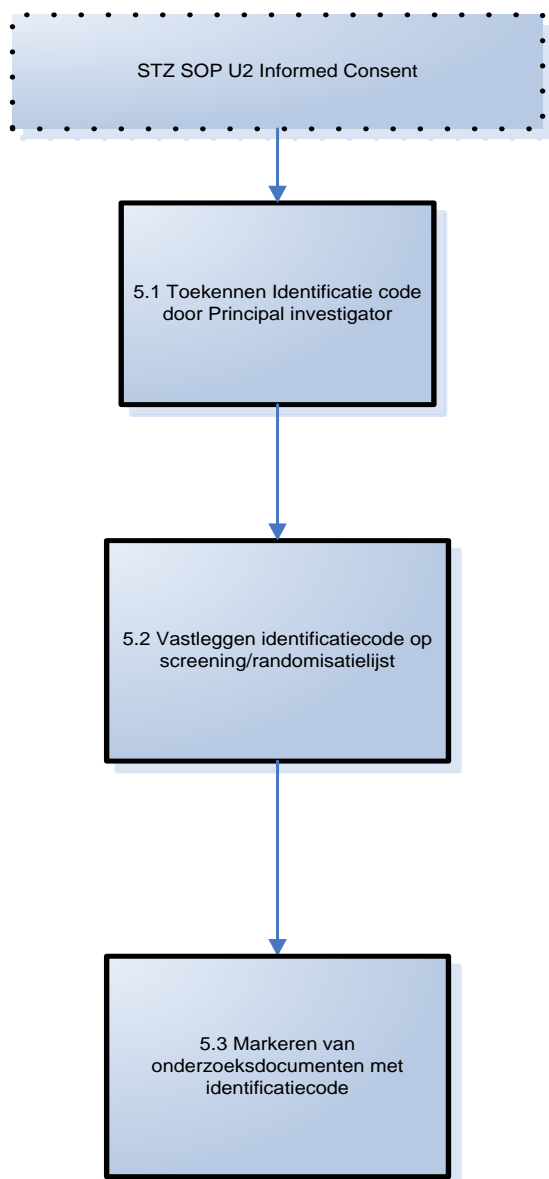 STZ SOP U2 Informed Consent
5.1 Toekennen Identificatie code
door Principal investigator
5.2 Vastleggen identificatiecode op
screening/randomisatielijst
5.3 Markeren van
onderzoeksdocumenten met
identificatiecode